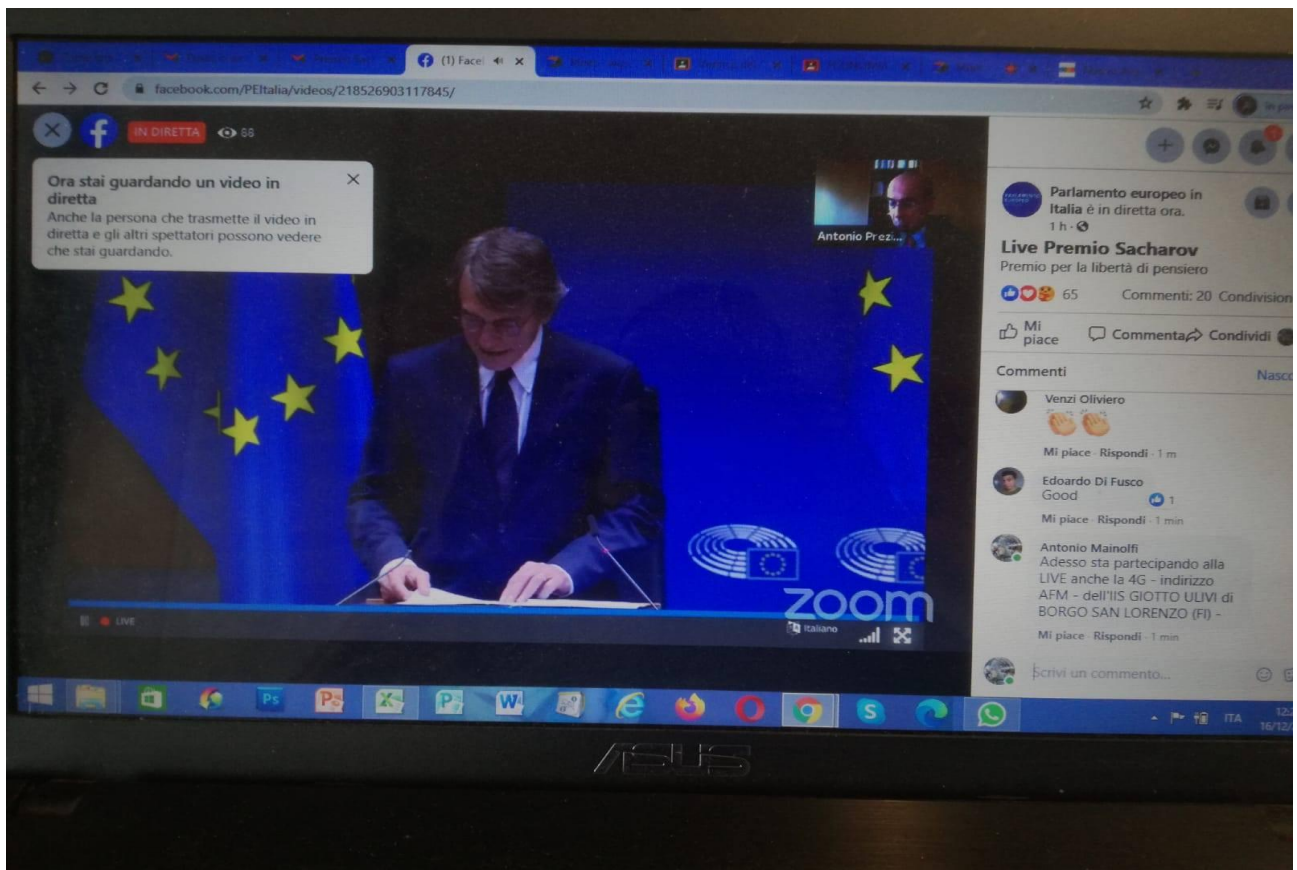 (1) Face
facebook.com/PEItalia/videos/218526903117845/
IN DIRETTA
Ora stai guardando un video in
diretta
Anche la persona che trasmette il video in
diretta e gli altri spettatori possono vedere
che stai guardando.
Antonio Prezi...
zoom
LIVE
Italiano
Parlamento europeo in
Italia è in diretta ora.
1 h
Live Premio Sacharov
Premio per la libertà di pensiero
65 Commenti: 20 Condivision
Mi
piace
Commenta
Condividi
Commenti
Nasco
Venzi Oliviero
👏👏
Mi piace · Rispondi · 1 m
Edoardo Di Fusco
Good
1
Mi piace · Rispondi · 1 min
Antonio Mainolfi
Adesso sta partecipando alla
LIVE anche la 4G - indirizzo
AFM - dell'IIS GIOTTO ULIVI di
BORGO SAN LORENZO (FI) -
Mi piace · Rispondi · 1 min
Scrivi un commento...
Ps
ITA
16/12/
ASUS